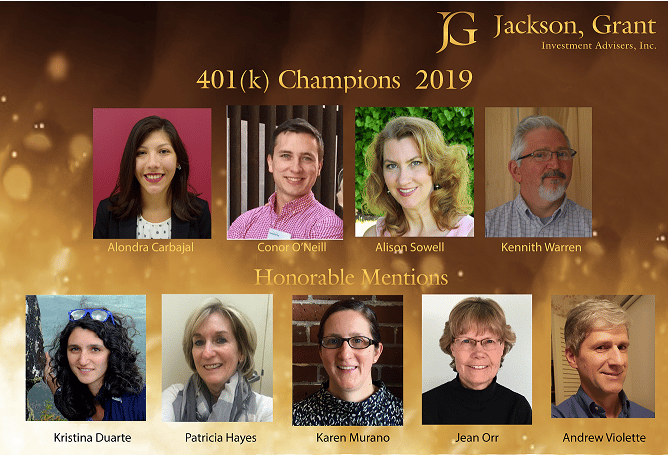 JG Jackson, Grant
Investment Advisers, Inc.
401(k) Champions 2019
Alondra Carbajal Conor O'Neill Alison Sowell Kennith Warren
Honorable Mentions
Kristina Duarte Patricia Hayes Karen Murano Jean Orr Andrew Violette